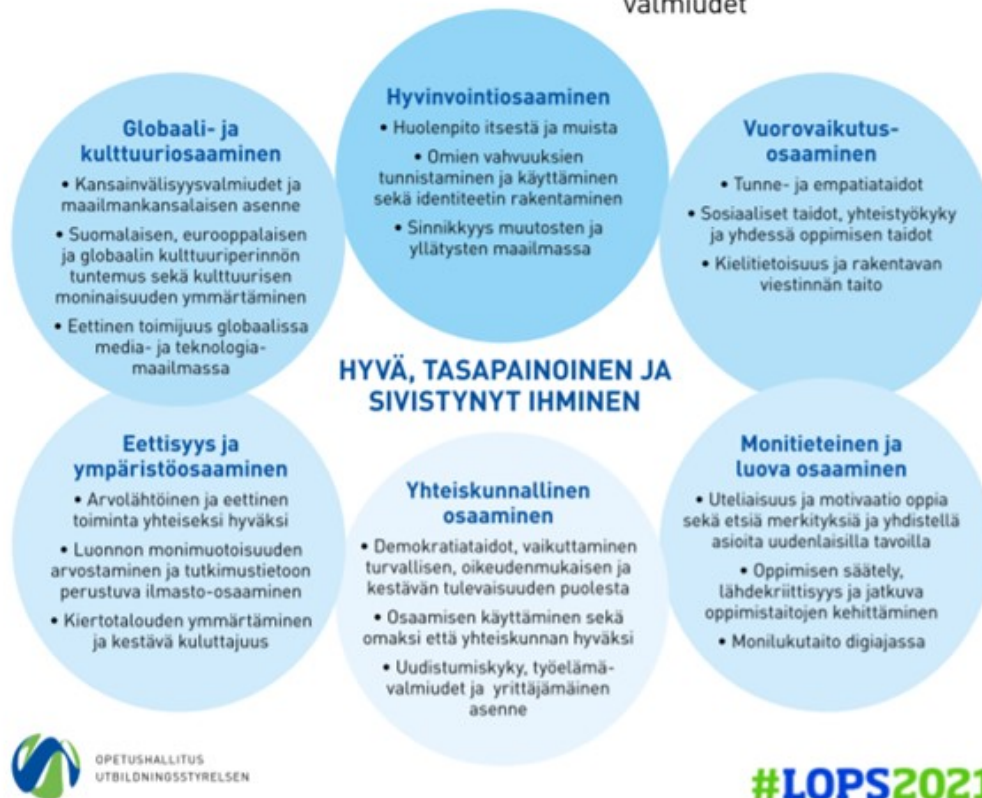 valmiudet
Hyvinvointiosaaminen
• Huolenpito itsestä ja muista
• Omien vahvuuksien
tunnistaminen ja käyttäminen
sekä identiteetin rakentaminen
• Sinnikkyys muutosten ja
yllätysten maailmassa
Globaali- ja
kulttuuriosaaminen
• Kansainvälisyysvalmiudet ja
maailmankansalaisen asenne
• Suomalaisen, eurooppalaisen
ja globaalin kulttuuriperinnön
tuntemus sekä kulttuurisen
moninaisuuden ymmärtäminen
• Eettinen toimijuus globaalissa
media- ja teknologia-
maailmassa
Vuorovaikutus-
osaaminen
• Tunne- ja empatiataidot
• Sosiaaliset taidot, yhteistyökyky
ja yhdessä oppimisen taidot
• Kielitietoisuus ja rakentavan
viestinnän taito
HYVÄ, TASAPAINOINEN JA
SIVISTYNYT IHMINEN
Eettisyys ja
ympäristöosaaminen
• Arvolähtöinen ja eettinen
toiminta yhteiseksi hyväksi
• Luonnon monimuotoisuuden
arvostaminen ja tutkimustietoon
perustuva ilmasto-osaaminen
• Kiertotalouden ymmärtäminen
ja kestävä kuluttajuus
Yhteiskunnallinen
osaaminen
• Demokratiataidot, vaikuttaminen
turvallisen, oikeudenmukaisen ja
kestävän tulevaisuuden puolesta
• Osaamisen käyttäminen sekä
omaksi että yhteiskunnan hyväksi
• Uudistumiskyky, työelämä-
valmiudet ja yrittäjämäinen
asenne
Monitieteinen ja
luova osaaminen
• Uteliaisuus ja motivaatio oppia
sekä etsiä merkityksiä ja yhdistellä
asioita uudenlaisilla tavoilla
• Oppimisen säätely,
lähdekriittisyys ja jatkuva
oppimistaitojen kehittäminen
• Monilukutaito digiajassa
OPETUSHALLITUS
UTBILDNINGSSTYRELSEN
#LOPS2021